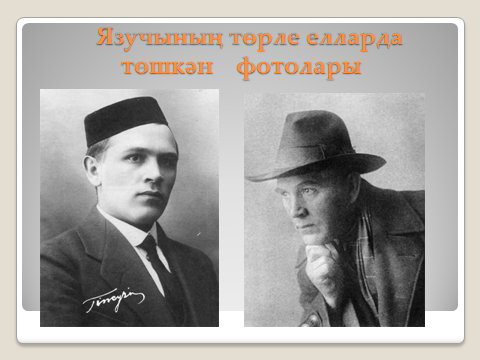 Язучының төрле елларда
төшкән фотолары